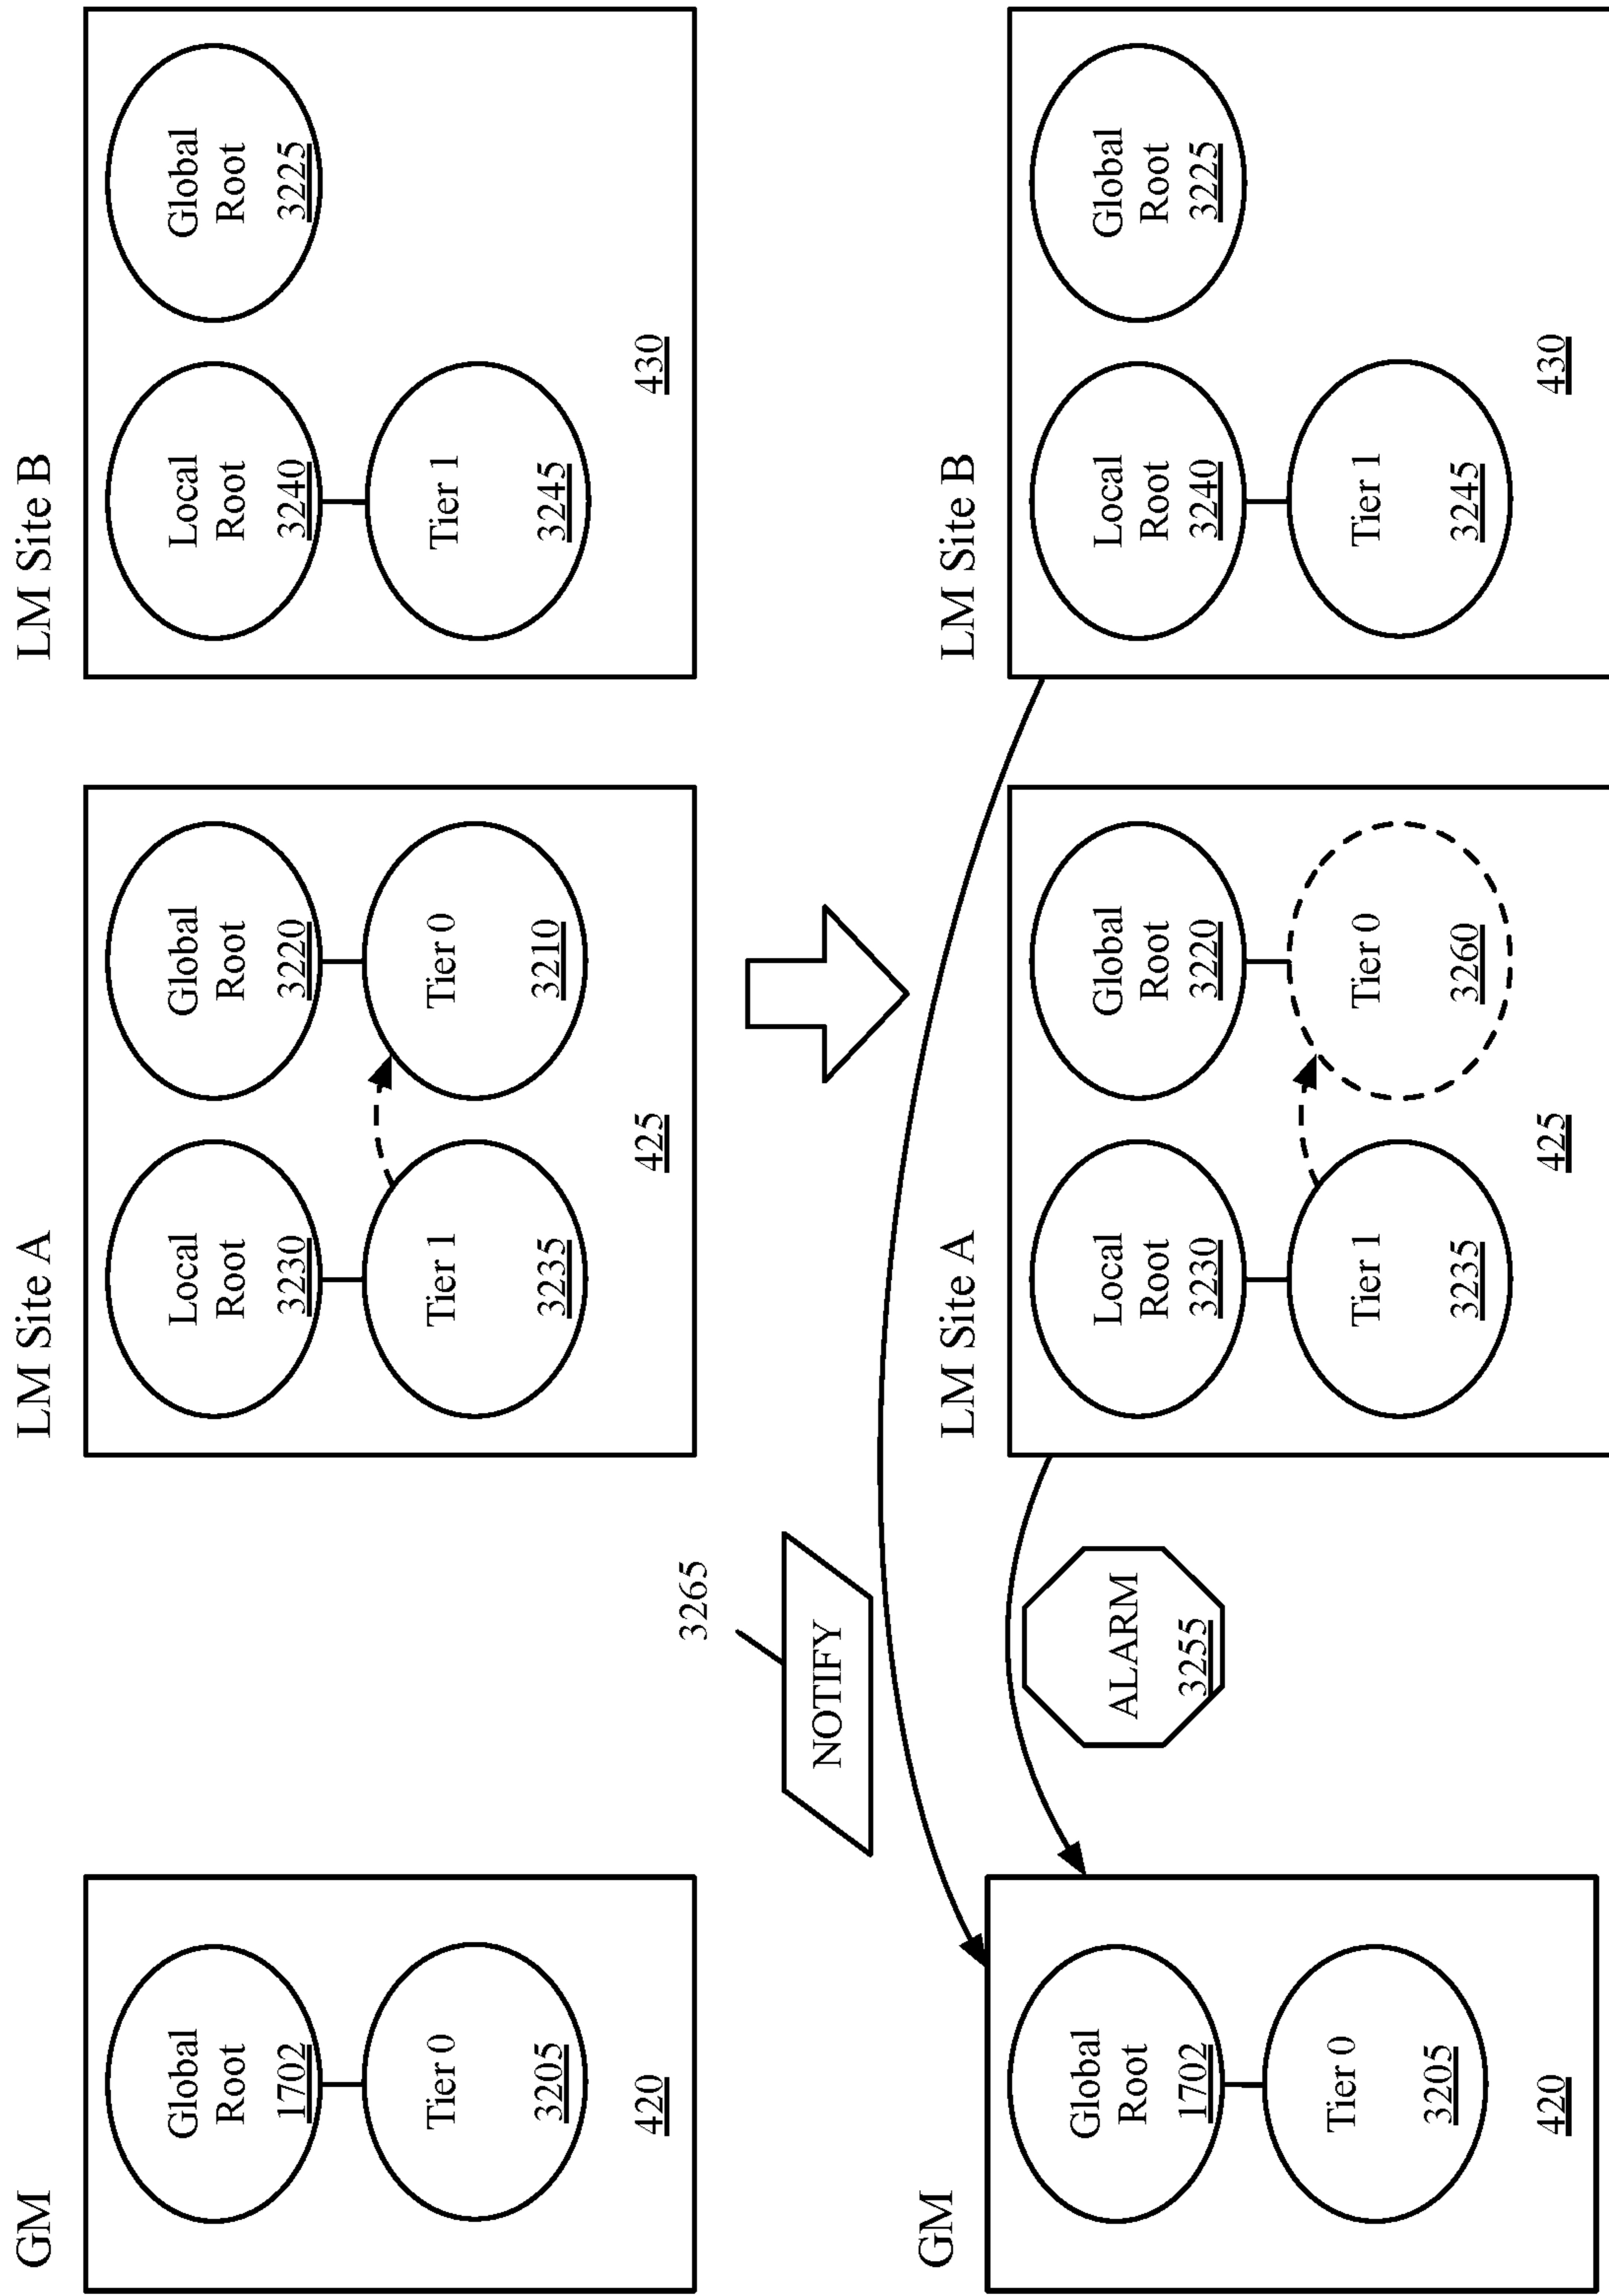 GM
Global
Root
1702
Tier 0
3205
420
LM Site A
Local
Root
3230
Global
Root
3220
Tier 1
3235
Tier 0
3210
425
LM Site B
Local
Root
3240
Global
Root
3225
Tier 1
3245
430
3265
NOTIFY
ALARM
3255
GM
Global
Root
1702
Tier 0
3205
420
LM Site A
Local
Root
3230
Global
Root
3220
Tier 1
3235
Tier 0
3260
425
LM Site B
Local
Root
3240
Global
Root
3225
Tier 1
3245
430